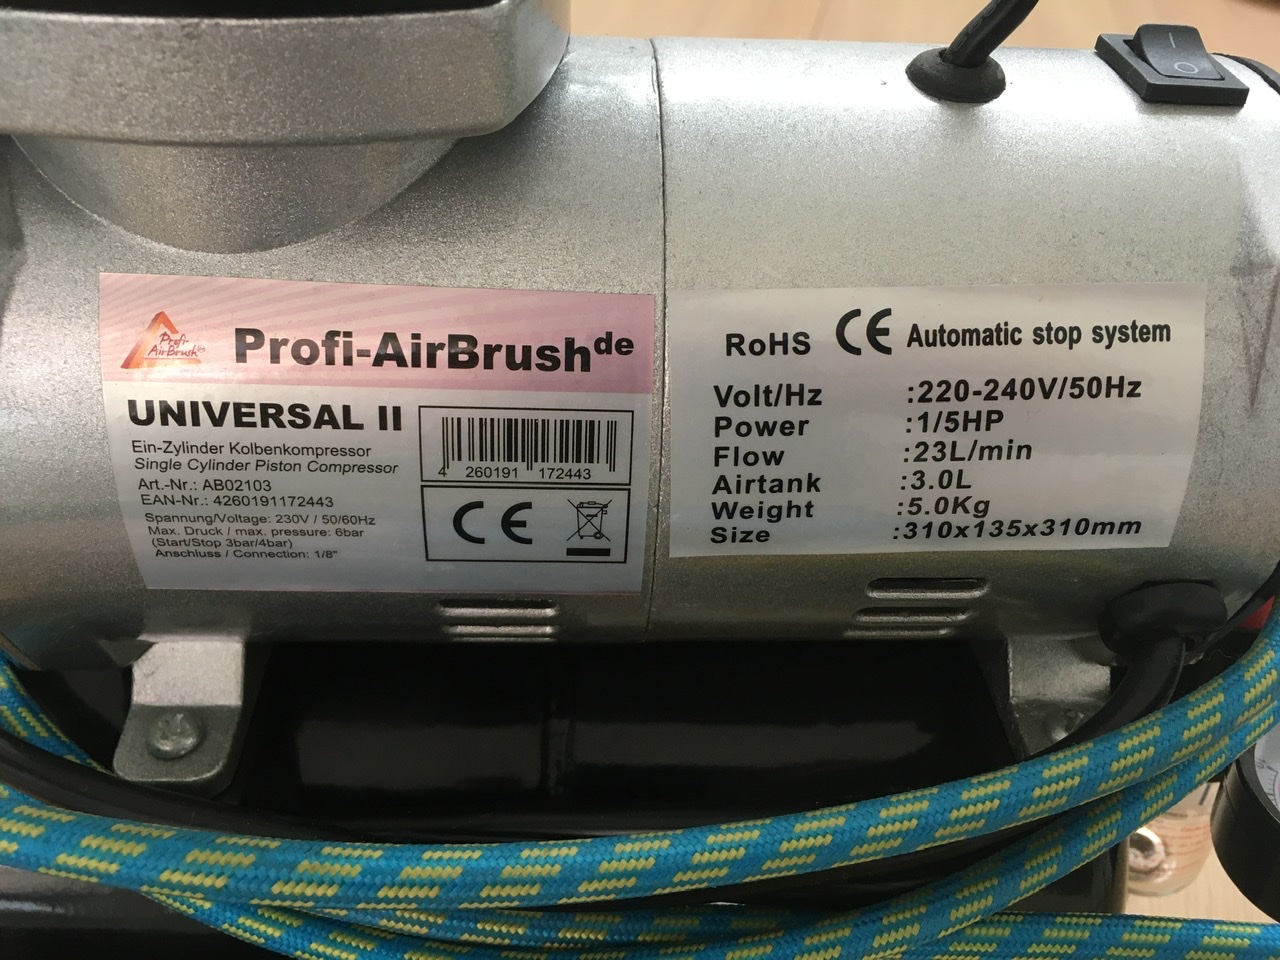 Profi-
AirBrush
Profi-AirBrushde
UNIVERSAL II
Ein-Zylinder Kolbenkompressor
Single Cylinder Piston Compressor
Art.-Nr.: AB02103
EAN-Nr.: 4260191172443
Spannung/Voltage: 230V / 50/60Hz
Max. Druck / max. pressure: 6bar
(Start/Stop 3bar/4bar)
Anschluss / Connection: 1/8"
4 260191 172443
CE
RoHS CE Automatic stop system
Volt/Hz :220-240V/50Hz
Power :1/5HP
Flow :23L/min
Airtank :3.0L
Weight :5.0Kg
Size :310x135x310mm